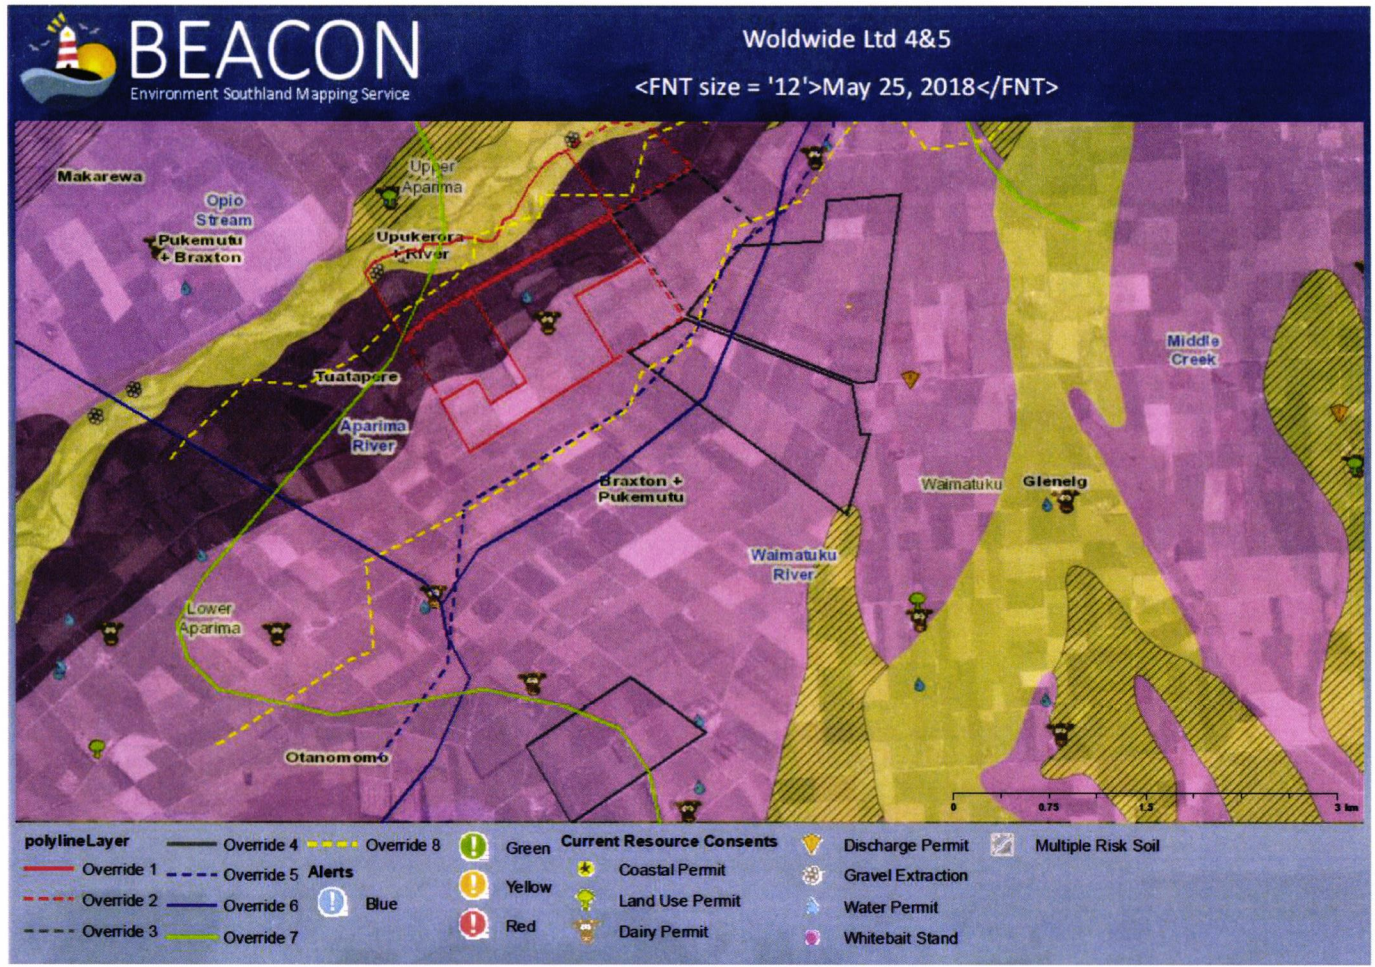 BEACON
Environment Southland Mapping Service
Woldwide Ltd 4&5
<FNT size = '12'>May 25, 2018</FNT>
Makarewa
Opio
Stream
Pukemutu
+ Braxton
Upper
Aparima
Upukerora
+ River
Tuatapere
Aparima
River
Middle
Creek
Braxton +
Pukemutu
Waimatuku
Glenelg
Waimatuku
River
Lower
Aparima
Otanomomo
0
0.75
1.5
3 km
polylineLayer
Override 1
Override 2
Override 3
Override 4
Override 5
Override 6
Override 7
Override 8
Alerts
Blue
Green
Yellow
Red
Current Resource Consents
Coastal Permit
Land Use Permit
Dairy Permit
Discharge Permit
Gravel Extraction
Water Permit
Whitebait Stand
Multiple Risk Soil